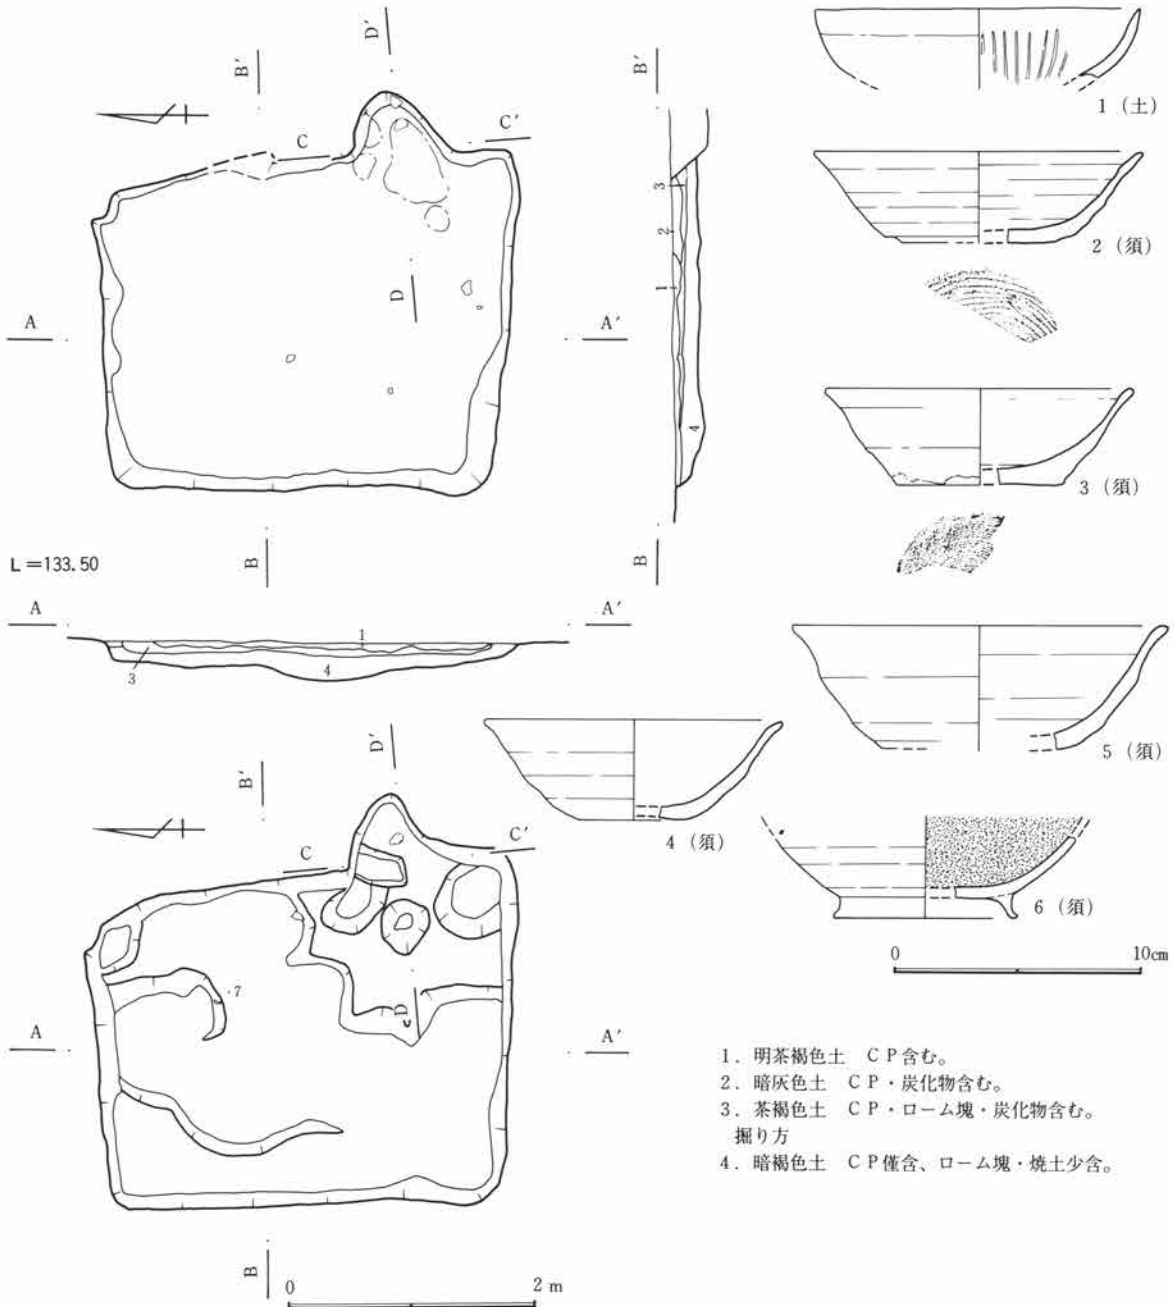 D'
B'
C
C'
A
D
A'
B
L=133.50
B'
3
2
1
4
B
A
1
3
4
A'
1 (土)
2 (須)
3 (須)
4 (須)
5 (須)
6 (須)
0 10cm
D'
B'
C
C'
7
D
A
A'
B
0 2 m
1. 明茶褐色土 CP含む。
2. 暗灰色土 CP・炭化物含む。
3. 茶褐色土 CP・ローム塊・炭化物含む。
掘り方
4. 暗褐色土 CP僅含、ローム塊・焼土少含。